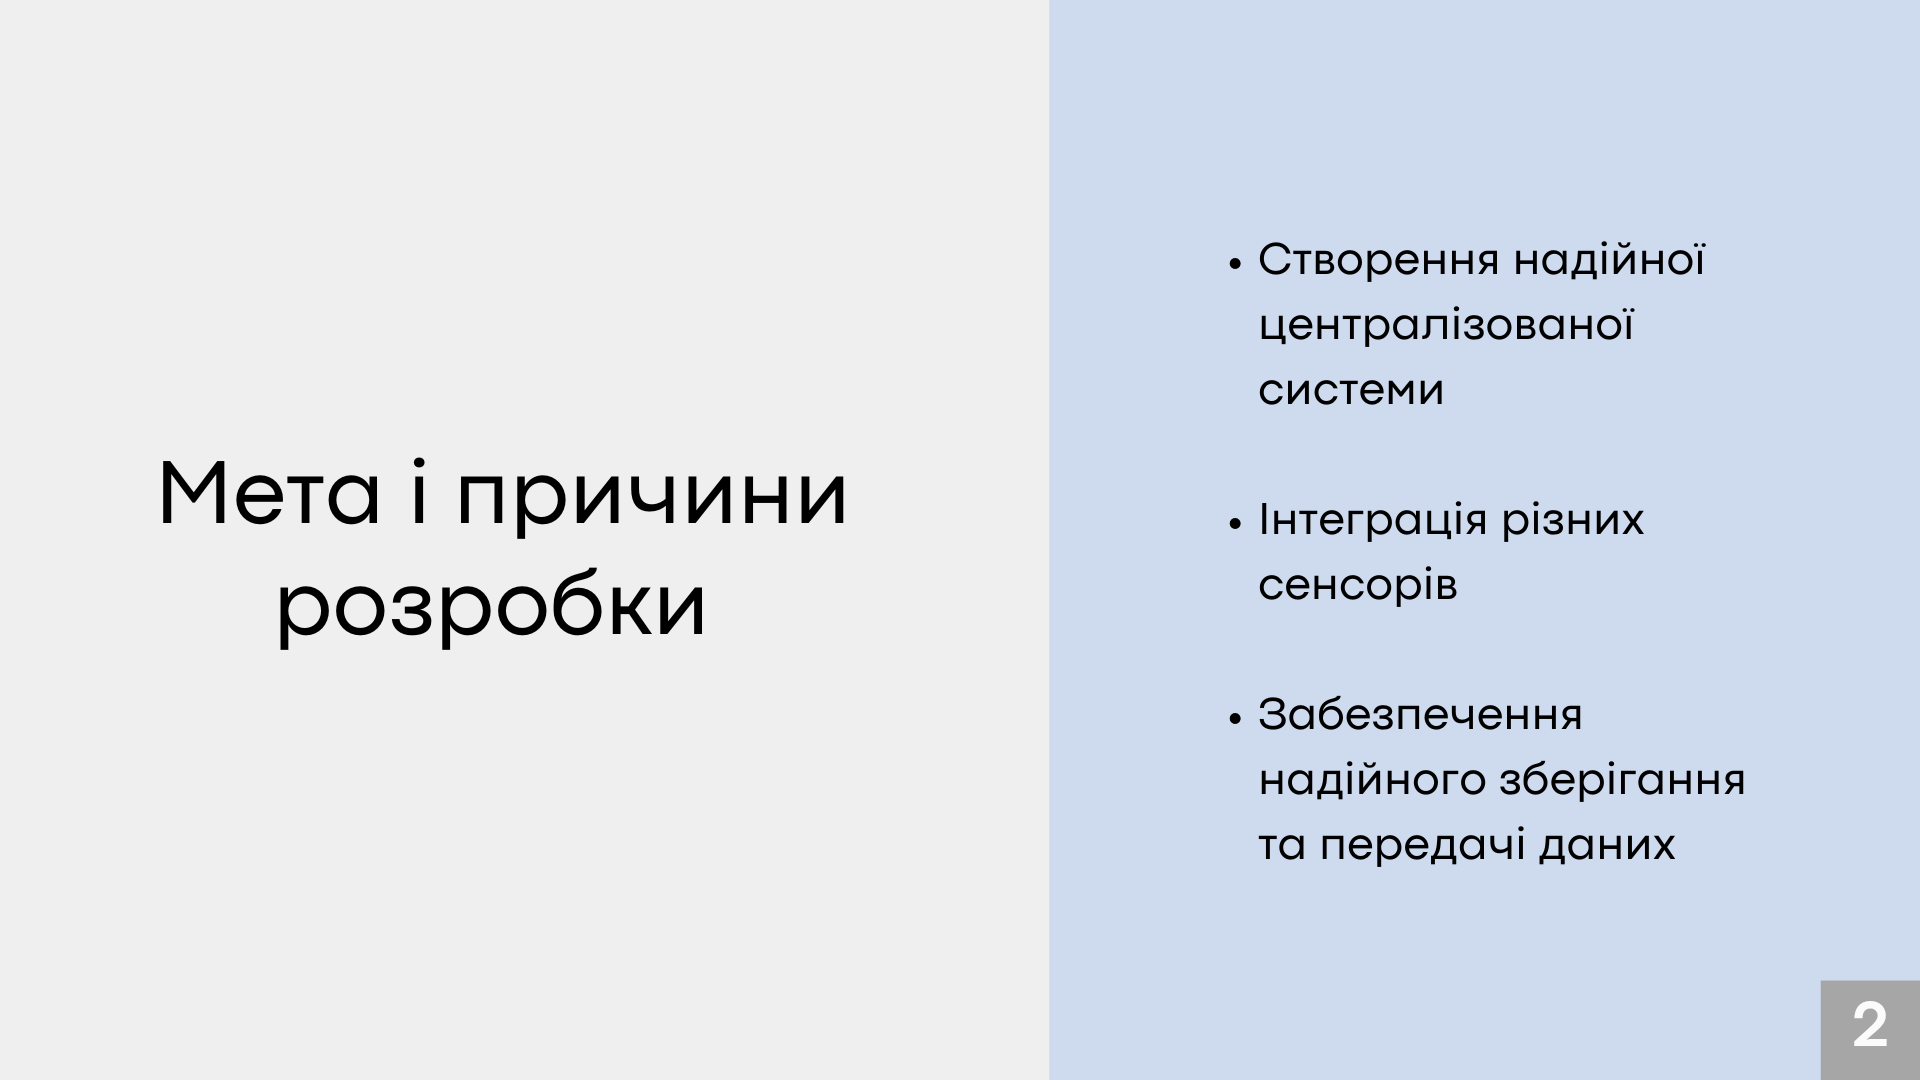 Мета і причини
розробки
• Створення надійної
централізованої
системи
• Інтеграція різних
сенсорів
• Забезпечення
надійного зберігання
та передачі даних
2